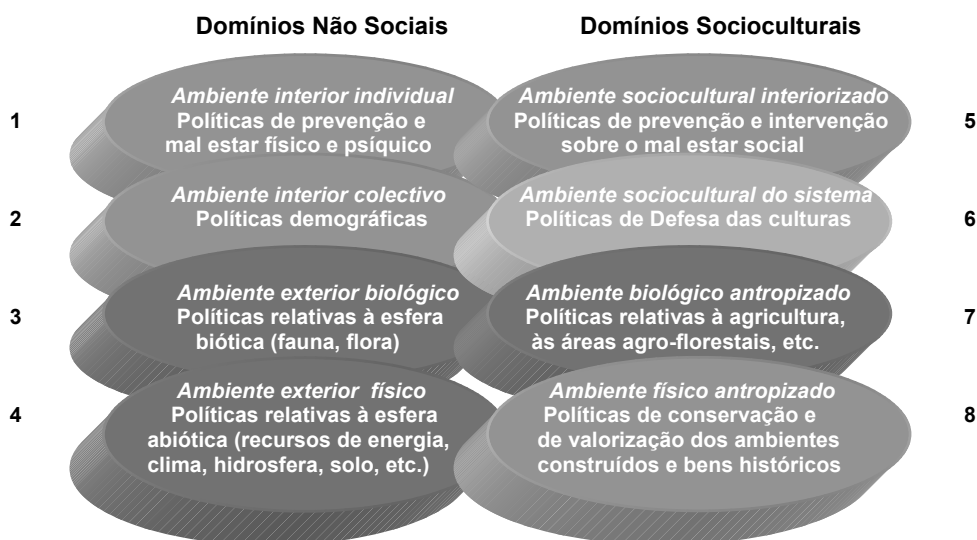 Domínios Não Sociais
Domínios Socioculturais
1
Ambiente interior individual
Políticas de prevenção e
mal estar físico e psíquico
Ambiente sociocultural interiorizado
Políticas de prevenção e intervenção
sobre o mal estar social
5
2
Ambiente interior colectivo
Políticas demográficas
Ambiente sociocultural do sistema
Políticas de Defesa das culturas
6
3
Ambiente exterior biológico
Políticas relativas à esfera
biótica (fauna, flora)
Ambiente biológico antropizado
Políticas relativas à agricultura,
às áreas agro-florestais, etc.
7
4
Ambiente exterior físico
Políticas relativas à esfera
abiótica (recursos de energia,
clima, hidrosfera, solo, etc.)
Ambiente físico antropizado
Políticas de conservação e
de valorização dos ambientes
construídos e bens históricos
8